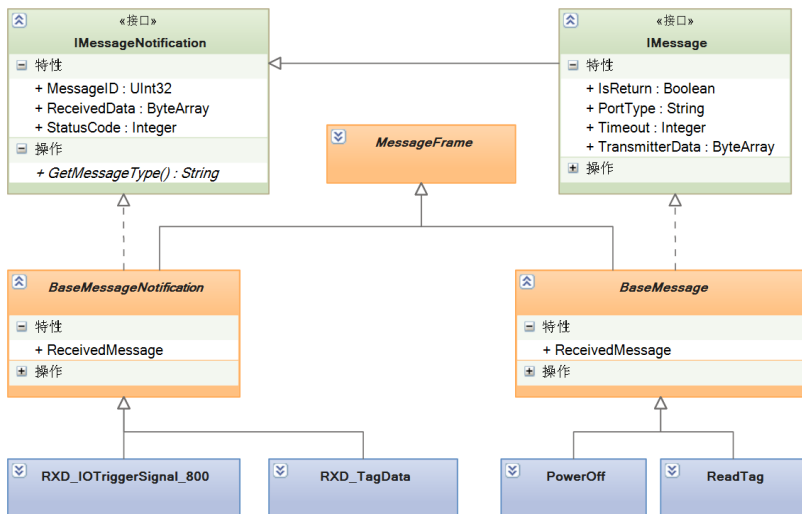 «接口»
IMessageNotification
特性
+ MessageID : UInt32
+ ReceivedData : ByteArray
+ StatusCode : Integer
操作
+ GetMessageType() : String
«接口»
IMessage
特性
+ IsReturn : Boolean
+ PortType : String
+ Timeout : Integer
+ TransmitterData : ByteArray
操作
MessageFrame
BaseMessageNotification
特性
+ ReceivedMessage
操作
BaseMessage
特性
+ ReceivedMessage
操作
RXD_IOTriggerSignal_800
RXD_TagData
PowerOff
ReadTag